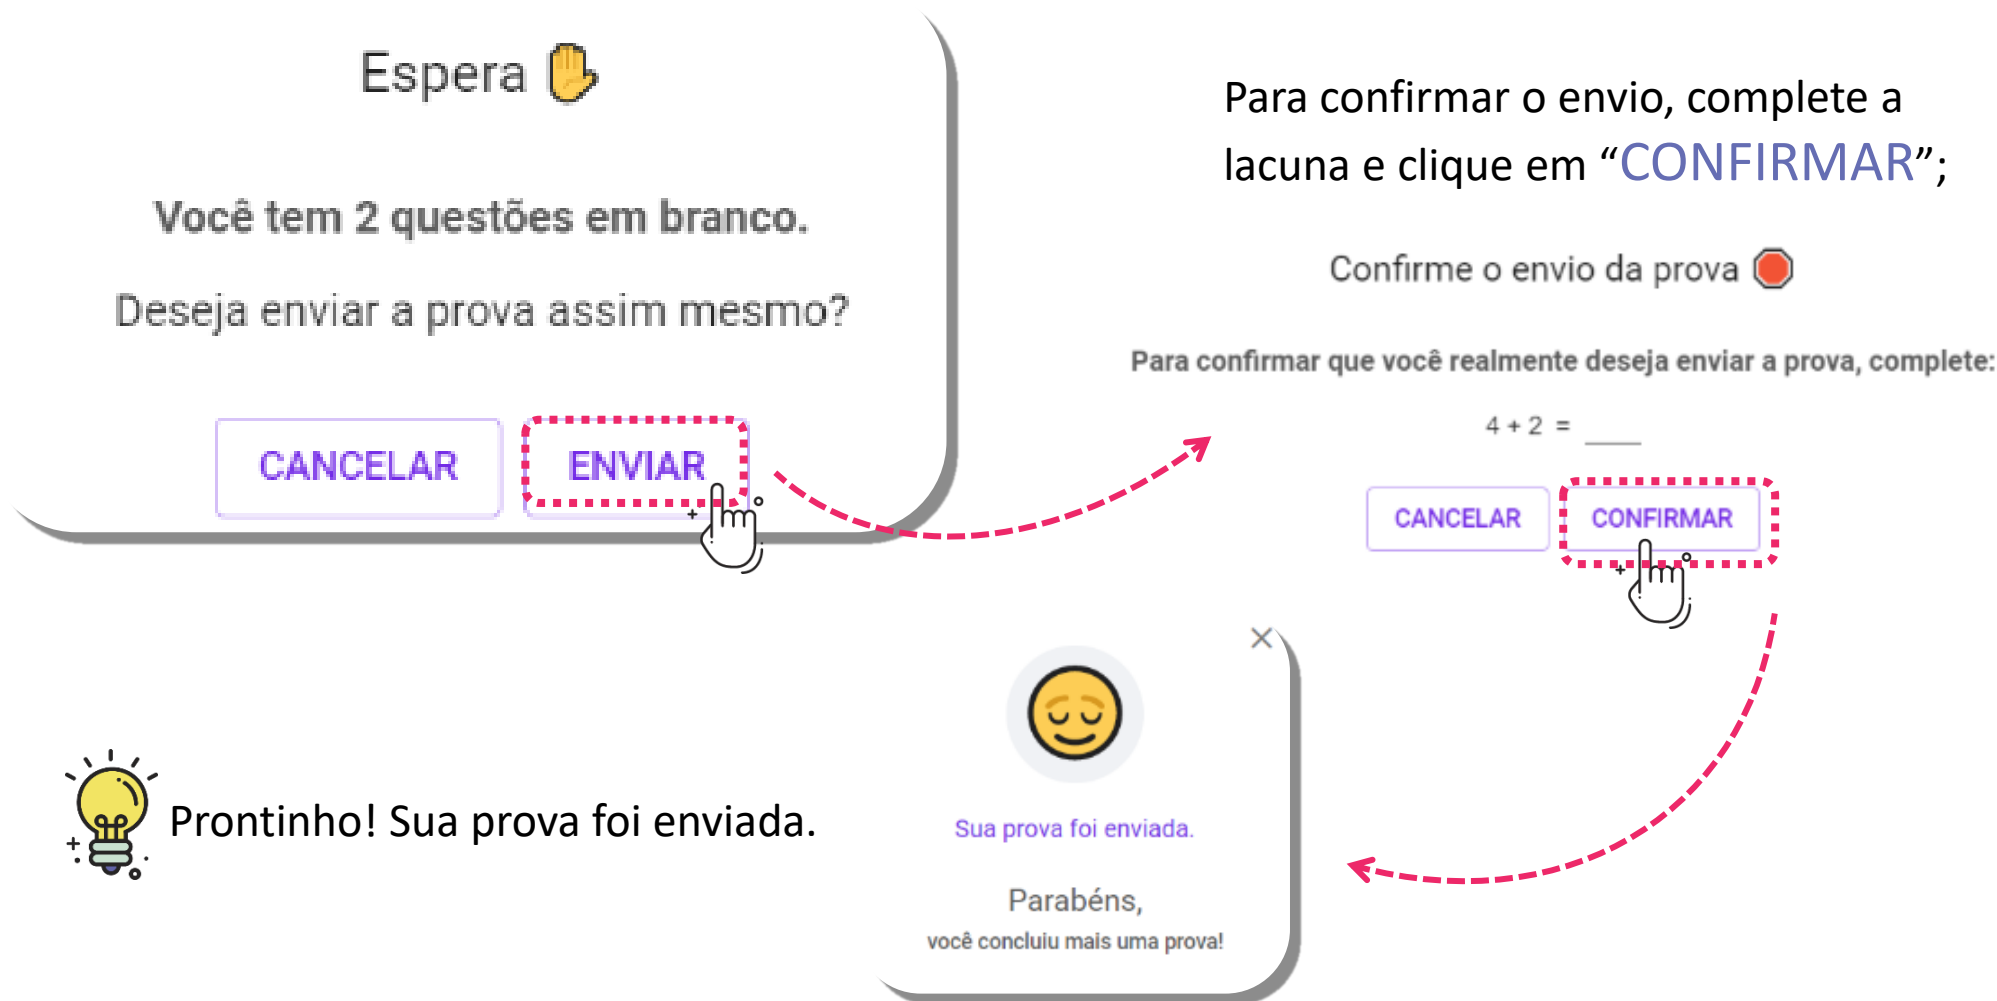 Espera
Você tem 2 questões em branco.
Deseja enviar a prova assim mesmo?
CANCELAR
ENVIAR
Para confirmar o envio, complete a
lacuna e clique em “CONFIRMAR”;
Confirme o envio da prova
Para confirmar que você realmente deseja enviar a prova, complete:
4 + 2 = ____
CANCELAR
CONFIRMAR
Prontinho! Sua prova foi enviada.
Sua prova foi enviada.
Parabéns,
você concluiu mais uma prova!